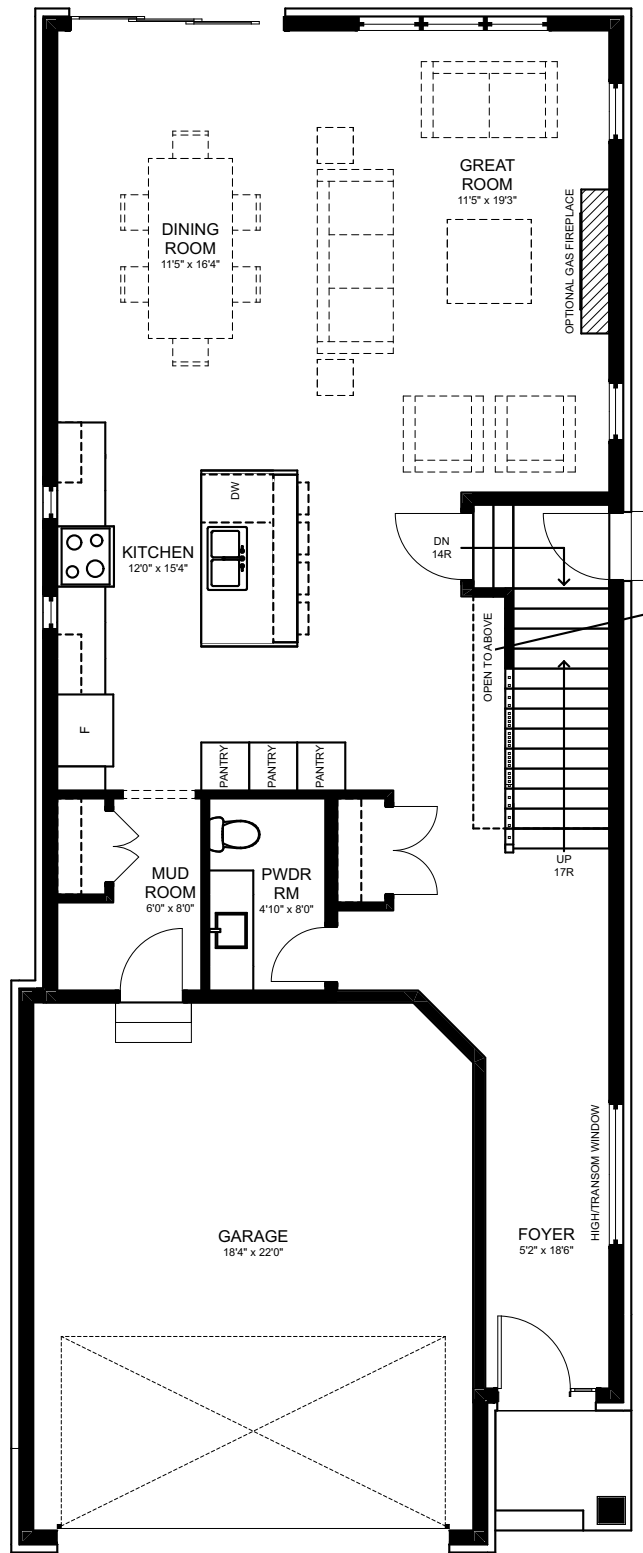 GREAT
ROOM
11'5" x 19'3"
OPTIONAL GAS FIREPLACE
DINING
ROOM
11'5" x 16'4"
DW
KITCHEN
12'0" x 15'4"
DN
14R
OPEN TO ABOVE
F
PANTRY
PANTRY
PANTRY
UP
17R
MUD
ROOM
6'0" x 8'0"
PWDR
RM
4'10" x 8'0"
HIGH/TRANSOM WINDOW
GARAGE
18'4" x 22'0"
FOYER
5'2" x 18'6"